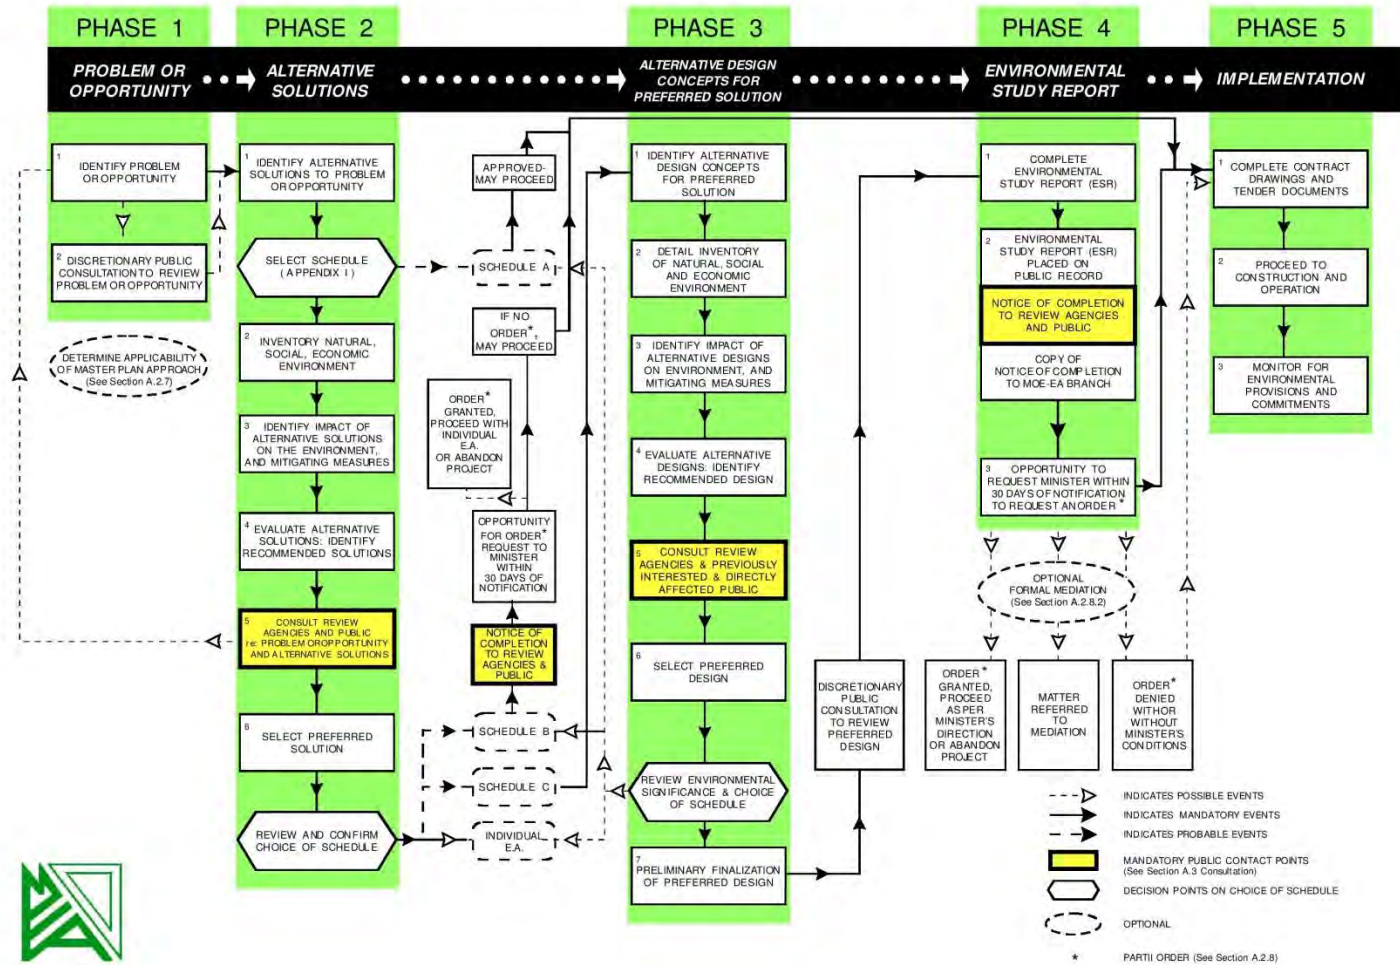 PHASE 1
PHASE 2
PHASE 3
PHASE 4
PHASE 5
PROBLEM OR
OPPORTUNITY
ALTERNATIVE
SOLUTIONS
ALTERNATIVE DESIGN
CONCEPTS FOR
PREFERRED SOLUTION
ENVIRONMENTAL
STUDY REPORT
IMPLEMENTATION
1 IDENTIFY PROBLEM
OR OPPORTUNITY
2 DISCRETIONARY PUBLIC
CONSULTATION TO REVIEW
PROBLEM OR OPPORTUNITY
DETERMINE APPLICABILITY
OF MASTER PLAN APPROACH
(See Section A.2.7)
1 IDENTIFY ALTERNATIVE
SOLUTIONS TO PROBLEM
OR OPPORTUNITY
SELECT SCHEDULE
(APPENDIX I)
2 INVENTORY NATURAL,
SOCIAL, ECONOMIC
ENVIRONMENT
3 IDENTIFY IMPACT OF
ALTERNATIVE SOLUTIONS
ON THE ENVIRONMENT,
AND MITIGATING MEASURES
4 EVALUATE ALTERNATIVE
SOLUTIONS: IDENTIFY
RECOMMENDED SOLUTIONS
5 CONSULT REVIEW
AGENCIES AND PUBLIC
re: PROBLEM OR OPPORTUNITY
AND ALTERNATIVE SOLUTIONS
6 SELECT PREFERRED
SOLUTION
REVIEW AND CONFIRM
CHOICE OF SCHEDULE
APPROVED-
MAY PROCEED
SCHEDULE A
IF NO
ORDER*,
MAY PROCEED
ORDER*
GRANTED,
PROCEED WITH
INDIVIDUAL
E.A.
OR ABANDON
PROJECT
OPPORTUNITY
FOR ORDER*
REQUEST TO
MINISTER
WITHIN
30 DAYS OF
NOTIFICATION
NOTICE OF
COMPLETION
TO REVIEW
AGENCIES &
PUBLIC
SCHEDULE B
SCHEDULE C
INDIVIDUAL
E.A.
1 IDENTIFY ALTERNATIVE
DESIGN CONCEPTS
FOR PREFERRED
SOLUTION
2 DETAIL INVENTORY
OF NATURAL, SOCIAL
AND ECONOMIC
ENVIRONMENT
3 IDENTIFY IMPACT OF
ALTERNATIVE DESIGNS
ON ENVIRONMENT,
AND MITIGATING MEASURES
4 EVALUATE ALTERNATIVE
DESIGNS: IDENTIFY
RECOMMENDED DESIGN
5 CONSULT REVIEW
AGENCIES & PREVIOUSLY
INTERESTED & DIRECTLY
AFFECTED PUBLIC
6 SELECT PREFERRED
DESIGN
REVIEW ENVIRONMENTAL
SIGNIFICANCE & CHOICE
OF SCHEDULE
7 PRELIMINARY FINALIZATION
OF PREFERRED DESIGN
DISCRETIONARY
PUBLIC
CONSULTATION
TO REVIEW
PREFERRED
DESIGN
1 COMPLETE
ENVIRONMENTAL
STUDY REPORT (ESR)
2 ENVIRONMENTAL
STUDY REPORT (ESR)
PLACED ON
PUBLIC RECORD
NOTICE OF COMPLETION
TO REVIEW AGENCIES
AND PUBLIC
COPY OF
NOTICE OF COMPLETION
TO MOE-EA BRANCH
3 OPPORTUNITY TO
REQUEST MINISTER WITHIN
30 DAYS OF NOTIFICATION
TO REQUEST AN ORDER*
OPTIONAL
FORMAL MEDIATION
(See Section A.2.8.2)
ORDER*
GRANTED,
PROCEED
AS PER
MINISTER'S
DIRECTION
OR ABANDON
PROJECT
MATTER
REFERRED
TO
MEDIATION
ORDER*
DENIED
WITH OR
WITHOUT
MINISTER'S
CONDITIONS
1 COMPLETE CONTRACT
DRAWINGS AND
TENDER DOCUMENTS
2 PROCEED TO
CONSTRUCTION AND
OPERATION
3 MONITOR FOR
ENVIRONMENTAL
PROVISIONS AND
COMMITMENTS
INDICATES POSSIBLE EVENTS
INDICATES MANDATORY EVENTS
INDICATES PROBABLE EVENTS
MANDATORY PUBLIC CONTACT POINTS
(See Section A.3 Consultation)
DECISION POINTS ON CHOICE OF SCHEDULE
OPTIONAL
* PART II ORDER (See Section A.2.8)
MEA